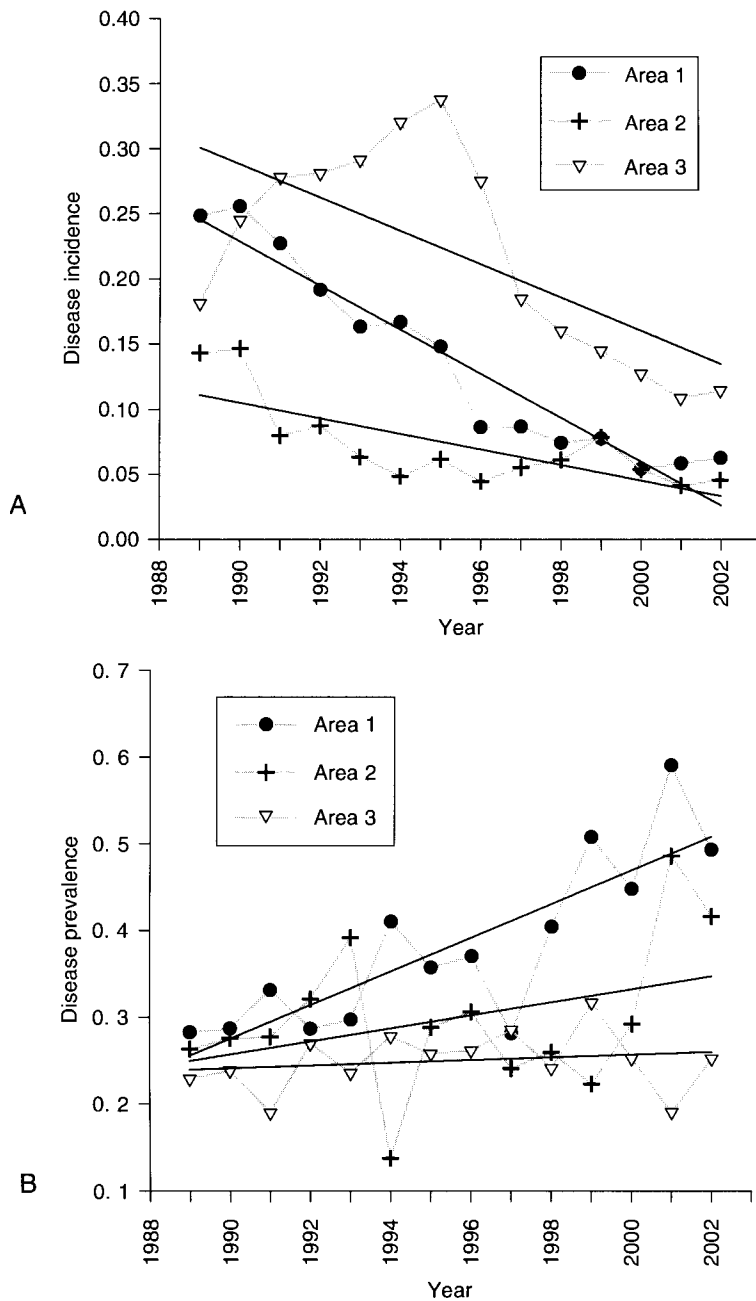 0.40
0.35
0.30
0.25
0.20
0.15
0.10
0.05
0.00
Disease incidence
Area 1
Area 2
Area 3
A
1988
1990
1992
1994
1996
1998
2000
2002
Year
0.7
0.6
0.5
0.4
0.3
0.2
0.1
Disease prevalence
Area 1
Area 2
Area 3
B
1988
1990
1992
1994
1996
1998
2000
2002
Year